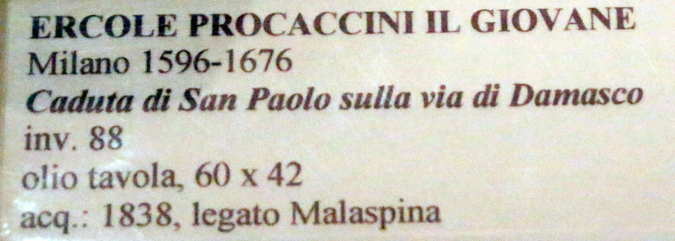 ERCOLE PROCACCINI IL GIOVANE
Milano 1596-1676
Caduta di San Paolo sulla via di Damasco
inv. 88
olio tavola, 60 x 42
acq.: 1838, legato Malaspina